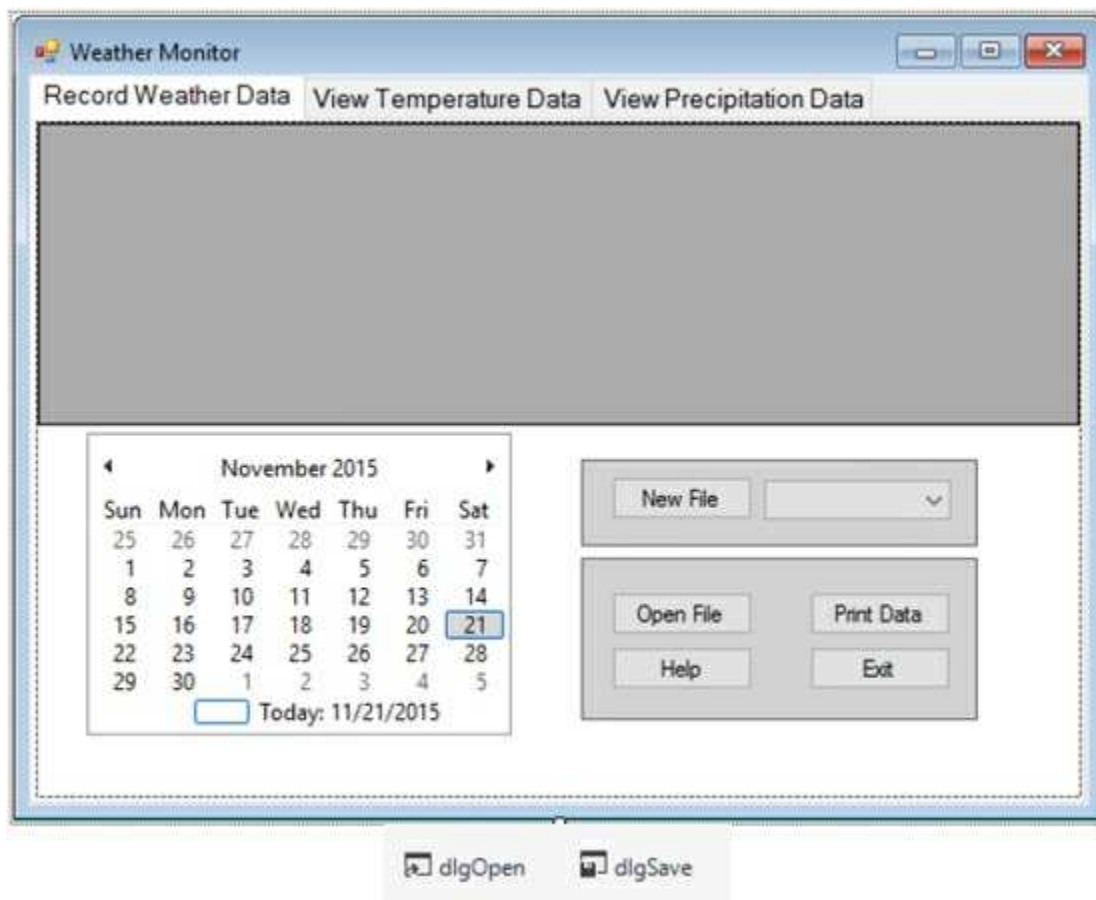 Weather Monitor
Record Weather Data View Temperature Data View Precipitation Data
November 2015
Sun Mon Tue Wed Thu Fri Sat
25 26 27 28 29 30 31
1 2 3 4 5 6 7
8 9 10 11 12 13 14
15 16 17 18 19 20 21
22 23 24 25 26 27 28
29 30 1 2 3 4 5
Today: 11/21/2015
New File
Open File Print Data
Help Exit
dlgOpen dlgSave